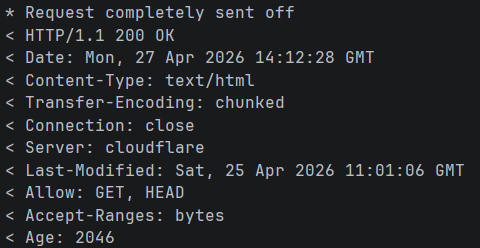 * Request completely sent off
< HTTP/1.1 200 OK
< Date: Mon, 27 Apr 2026 14:12:28 GMT
< Content-Type: text/html
< Transfer-Encoding: chunked
< Connection: close
< Server: cloudflare
< Last-Modified: Sat, 25 Apr 2026 11:01:06 GMT
< Allow: GET, HEAD
< Accept-Ranges: bytes
< Age: 2046